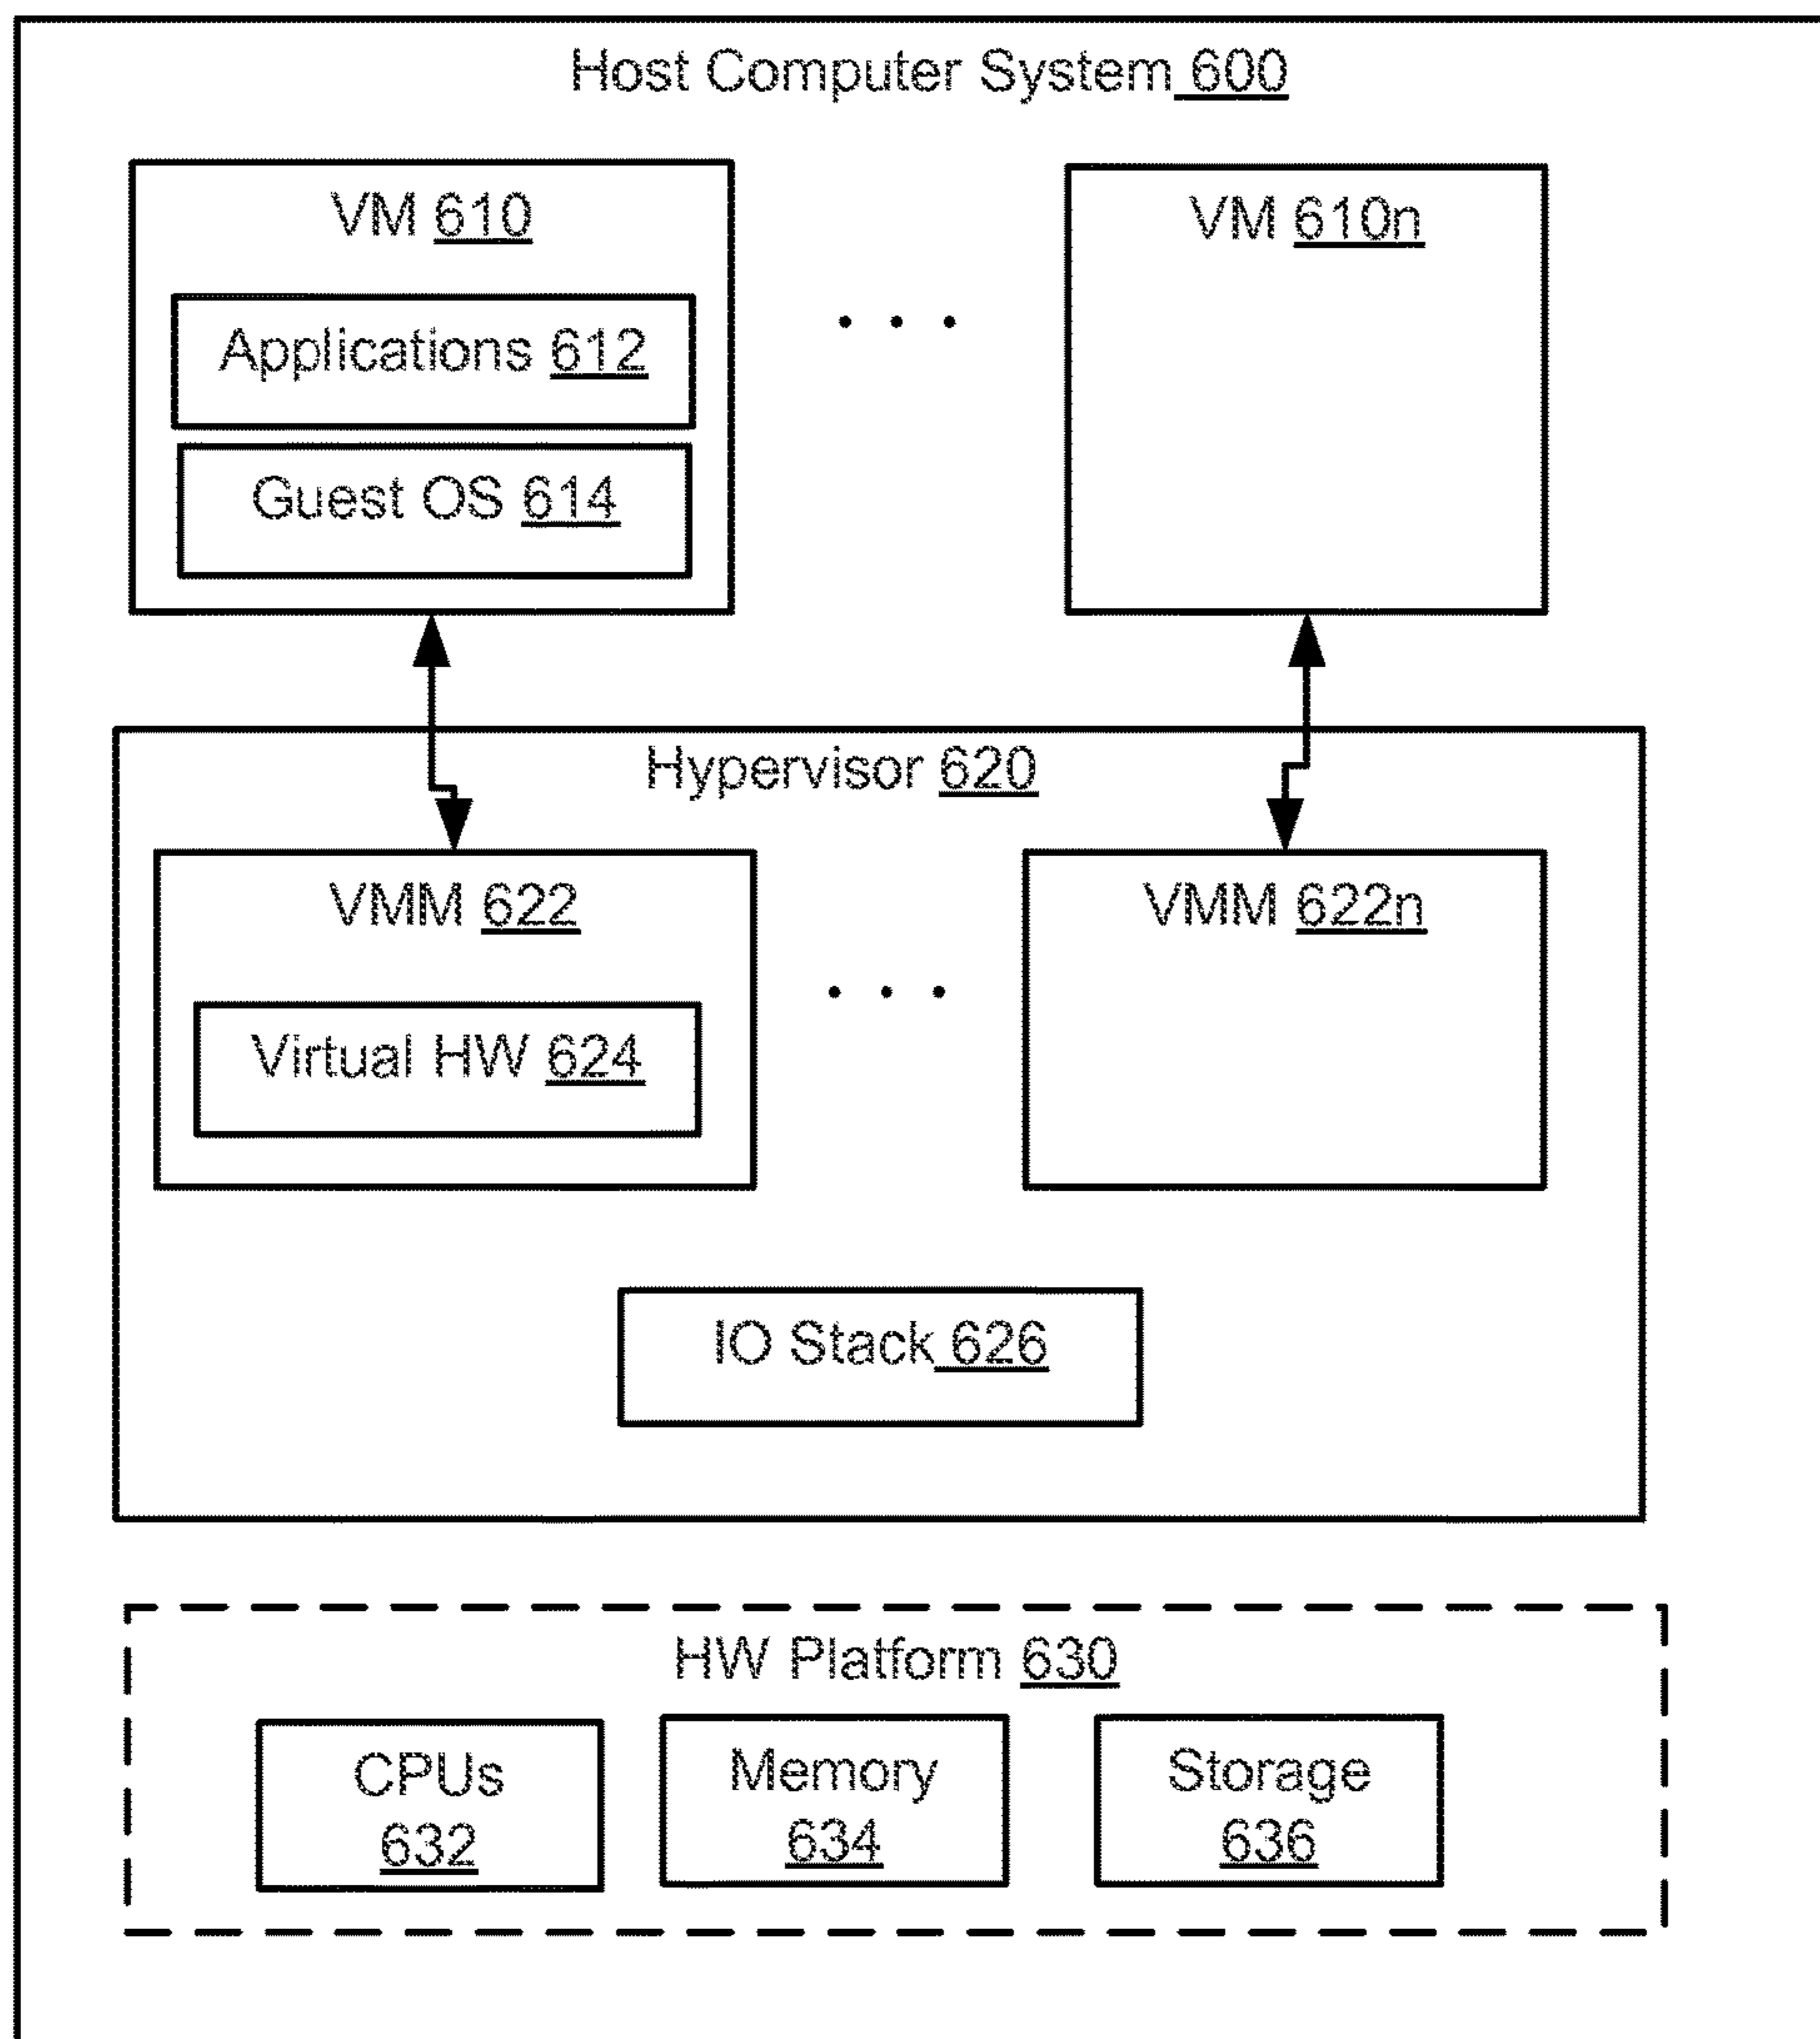 Host Computer System 600
VM 610
VM 610n
Applications 612
. . .
Guest OS 614
Hypervisor 620
VMM 622
VMM 622n
. . .
Virtual HW 624
IO Stack 626
HW Platform 630
CPUs
632
Memory
634
Storage
636